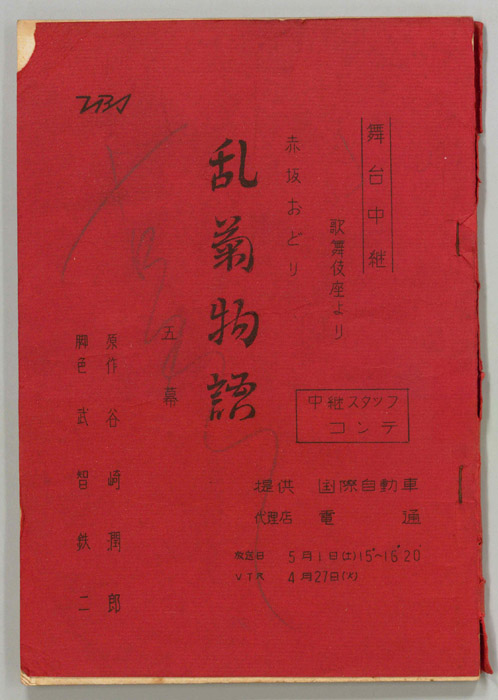 舞台中継
歌舞伎座より
赤坂おどり
乱菊物語
五幕
原作 谷崎潤一郎
脚色 武智鉄二
中継スタッフ
コンテ
提供 国際自動車
代理店 電通
放送日 5月1日(土)15°~16°20
VTR 4月27日(火)